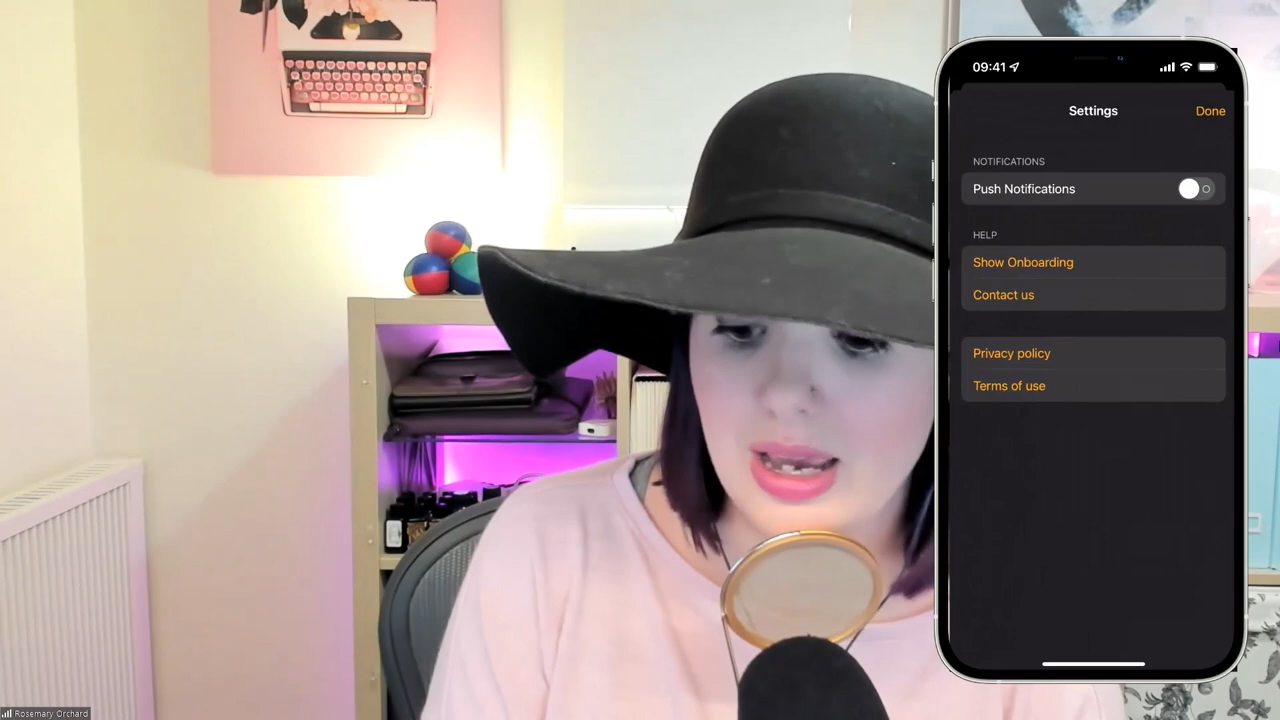 09:41
Settings
Done
NOTIFICATIONS
Push Notifications
HELP
Show Onboarding
Contact us
Privacy policy
Terms of use
Rosemary Orchard